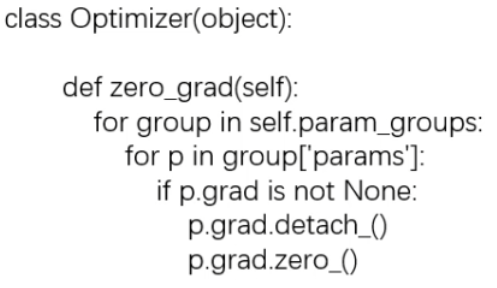 class Optimizer(object):
def zero_grad(self):
for group in self.param_groups:
for p in group['params']:
if p.grad is not None:
p.grad.detach_()
p.grad.zero_()